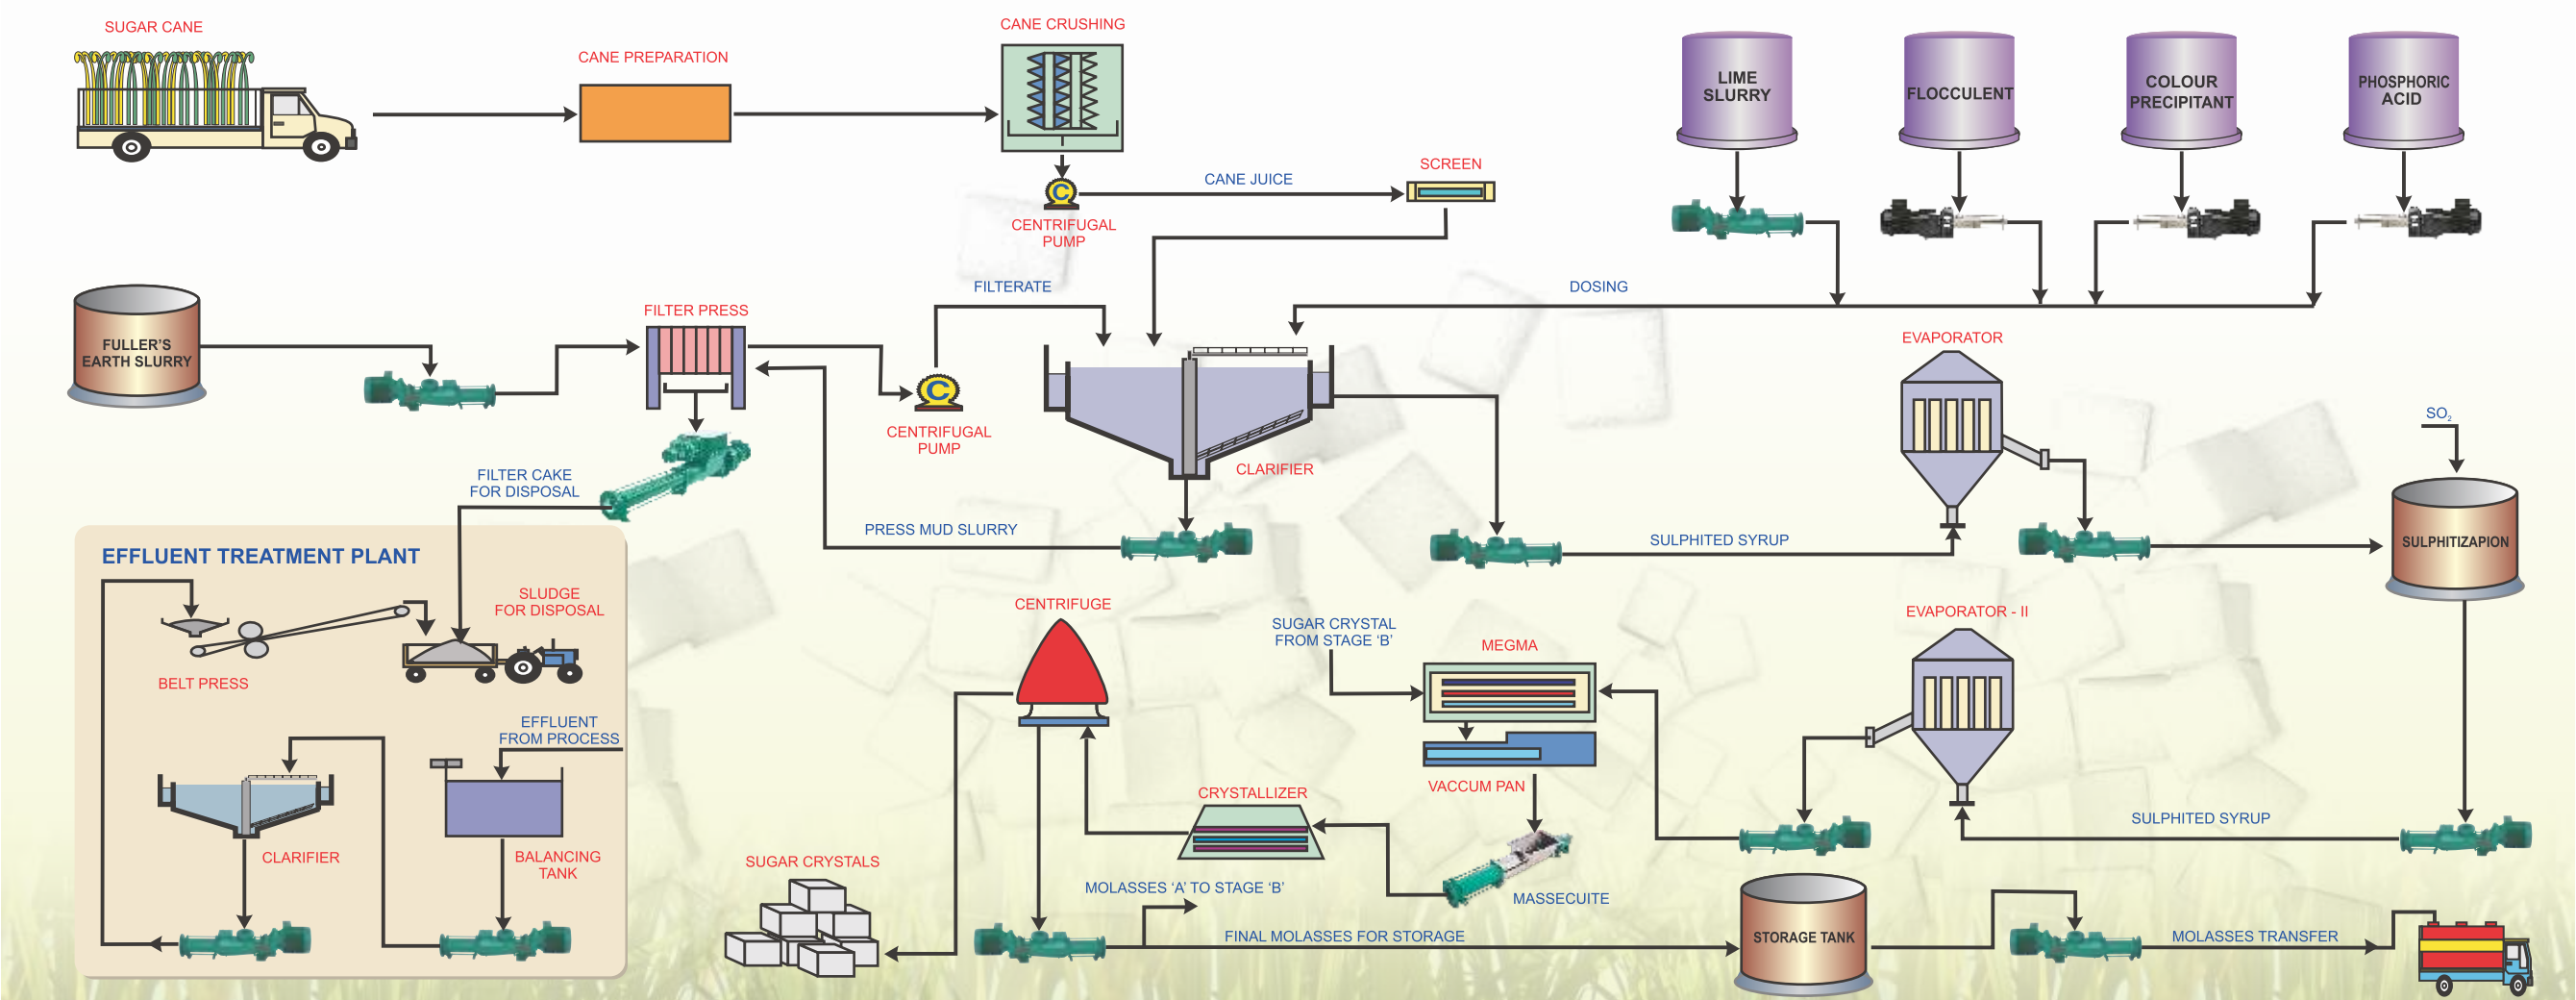 SUGAR CANE
CANE PREPARATION
CANE CRUSHING
LIME
SLURRY
FLOCCULENT
COLOUR
PRECIPITANT
PHOSPHORIC
ACID
C
CANE JUICE
SCREEN
CENTRIFUGAL
PUMP
FILTERATE
DOSING
FULLER'S
EARTH SLURRY
FILTER PRESS
C
CENTRIFUGAL
PUMP
CLARIFIER
EVAPORATOR
SO₂
FILTER CAKE
FOR DISPOSAL
PRESS MUD SLURRY
SULPHITED SYRUP
SULPHITIZAPION
EFFLUENT TREATMENT PLANT
SLUDGE
FOR DISPOSAL
BELT PRESS
EFFLUENT
FROM PROCESS
CLARIFIER
BALANCING
TANK
CENTRIFUGE
SUGAR CRYSTAL
FROM STAGE ‘B’
MEGMA
EVAPORATOR - II
VACCUM PAN
CRYSTALLIZER
SULPHITED SYRUP
SUGAR CRYSTALS
MOLASSES ‘A’ TO STAGE ‘B’
MASSECUITE
FINAL MOLASSES FOR STORAGE
STORAGE TANK
MOLASSES TRANSFER